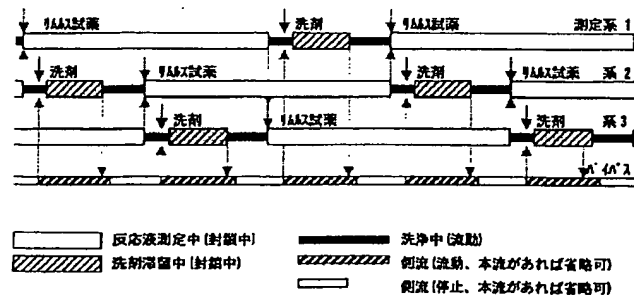 リムルス試薬 洗剤 リムルス試薬 測定系 1
洗剤 リムルス試薬 洗剤 リムルス試薬 系 2
洗剤 リムルス試薬 洗剤 系 3
バイパス
反応液測定中 (封鎖中) 洗浄中 (流動)
洗剤滞留中 (封鎖中)側流 (流動、本流があれば省略可)
側流 (停止、本流があれば省略可)